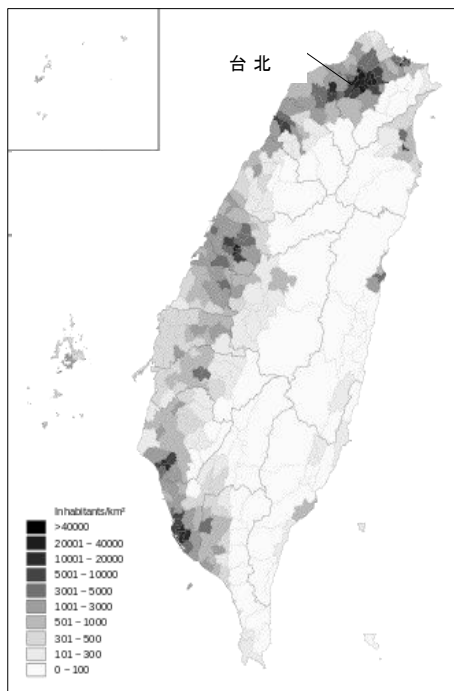 台北
Inhabitants/km²
>40000
20001 – 40000
10001 – 20000
5001 – 10000
3001 – 5000
1001 – 3000
501 – 1000
301 – 500
101 – 300
0 – 100